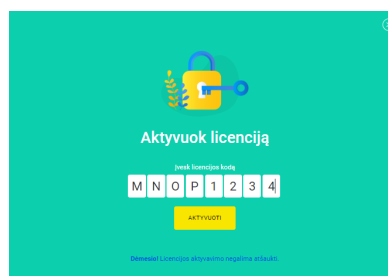 Aktyvuok licenciją
Įvesk licencijos kodą
M N O P 1 2 3 4
AKTYVUOTI
Dėmesio! Licencijos aktyvavimo negalima atšaukti.